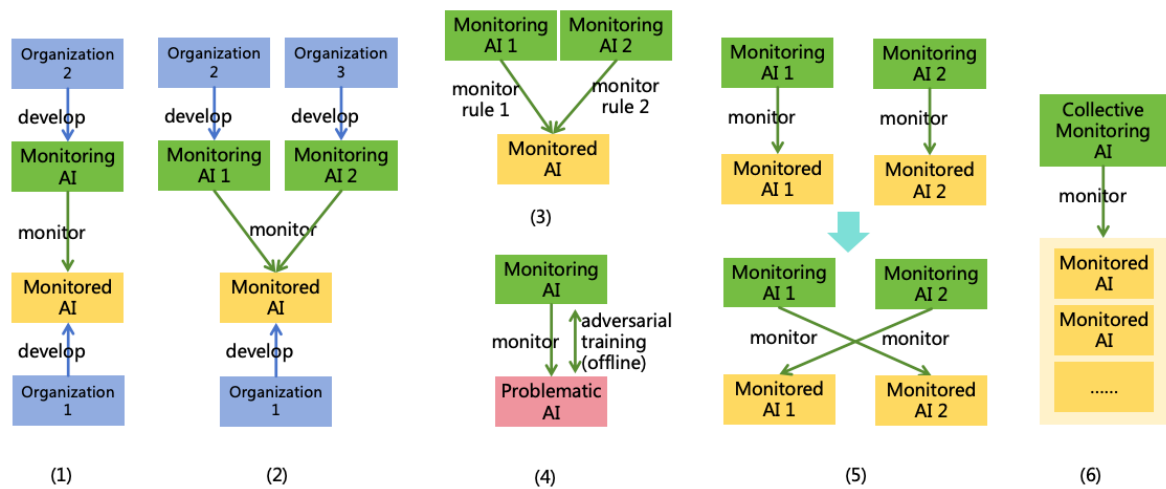 Organization
2
develop
Monitoring
AI
monitor
Monitored
AI
develop
Organization
1
(1)
Organization
2
Organization
3
develop
develop
Monitoring
AI 1
Monitoring
AI 2
monitor
Monitored
AI
develop
Organization
1
(2)
Monitoring
AI 1
Monitoring
AI 2
monitor
rule 1
monitor
rule 2
Monitored
AI
(3)
Monitoring
AI
monitor
adversarial
training
(offline)
Problematic
AI
(4)
Monitoring
AI 1
Monitoring
AI 2
monitor
monitor
Monitored
AI 1
Monitored
AI 2
Monitoring
AI 1
Monitoring
AI 2
monitor
monitor
Monitored
AI 1
Monitored
AI 2
(5)
Collective
Monitoring
AI
monitor
Monitored
AI
Monitored
AI
......
(6)